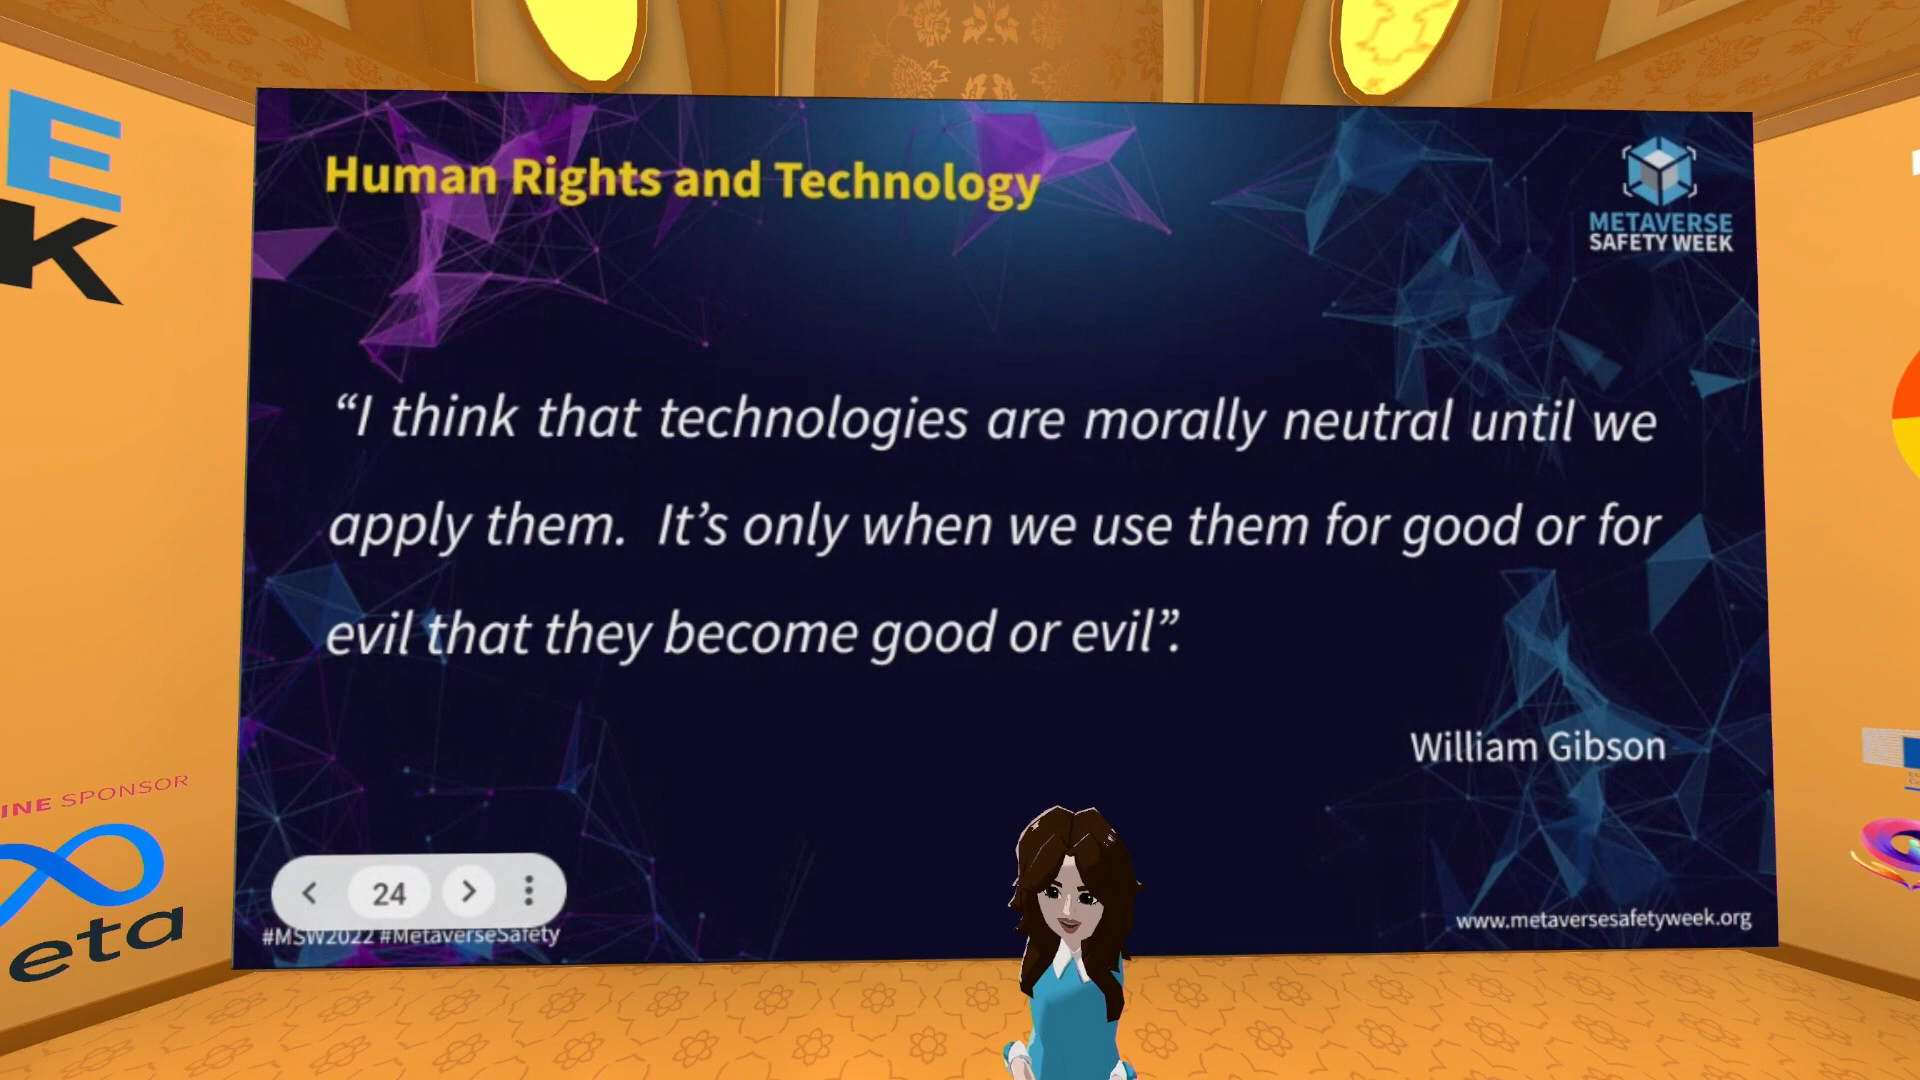 E
K
INE SPONSOR
eta
Human Rights and Technology
METAVERSE
SAFETY WEEK
“I think that technologies are morally neutral until we
apply them. It’s only when we use them for good or for
evil that they become good or evil”.
William Gibson
24
#MSW2022 #MetaverseSafety
www.metaversesafetyweek.org